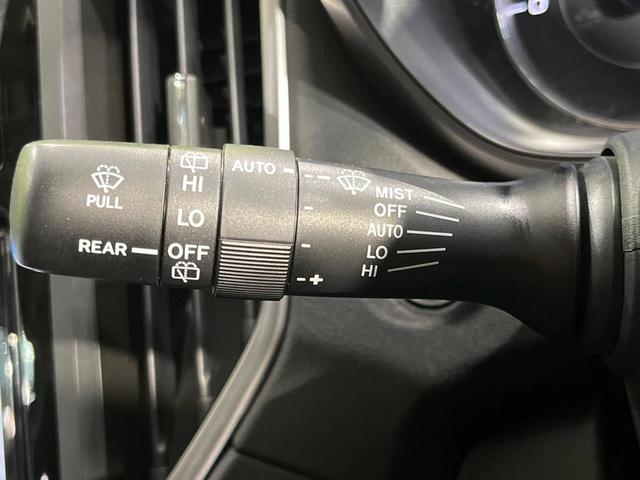 PULL
REAR
HI
LO
OFF
AUTO
- -
-
-
- +
MIST
OFF
AUTO
LO
HI